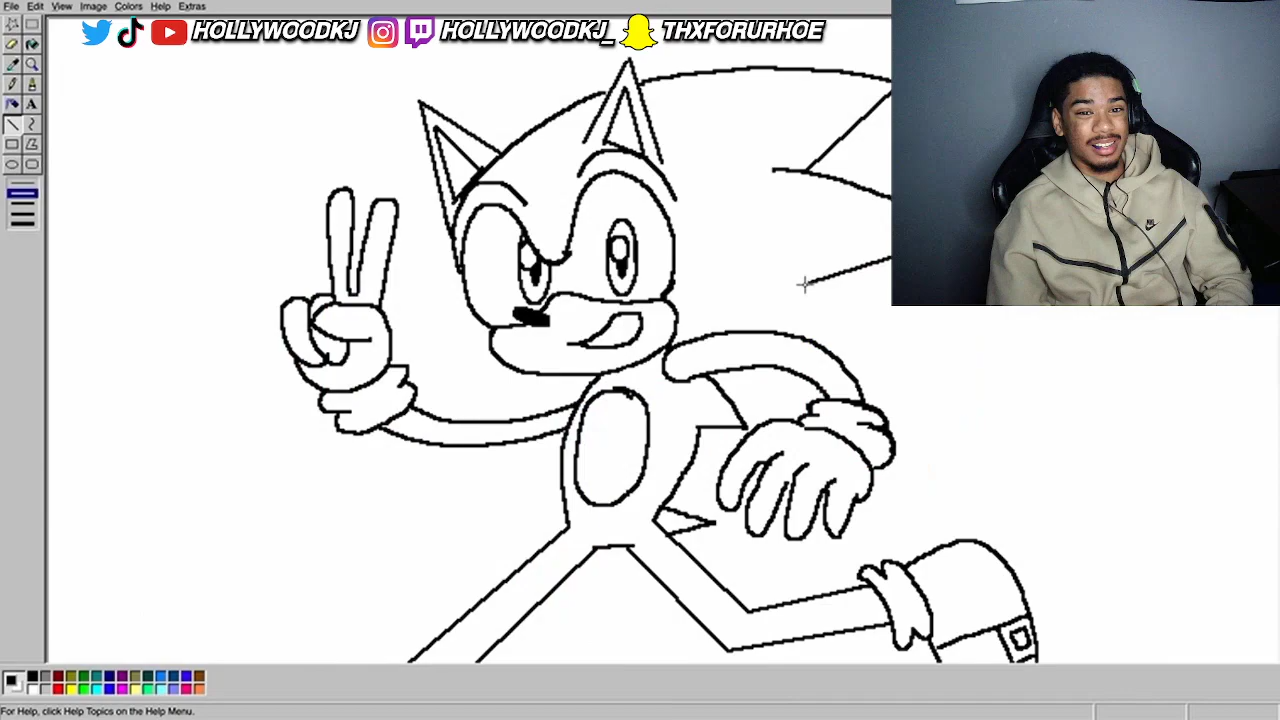 File Edit View Image Colors Help Extras
HOLLYWOODKJ HOLLYWOODKJ_ THXFORURHOE
A
For Help, click Help Topics on the Help Menu.